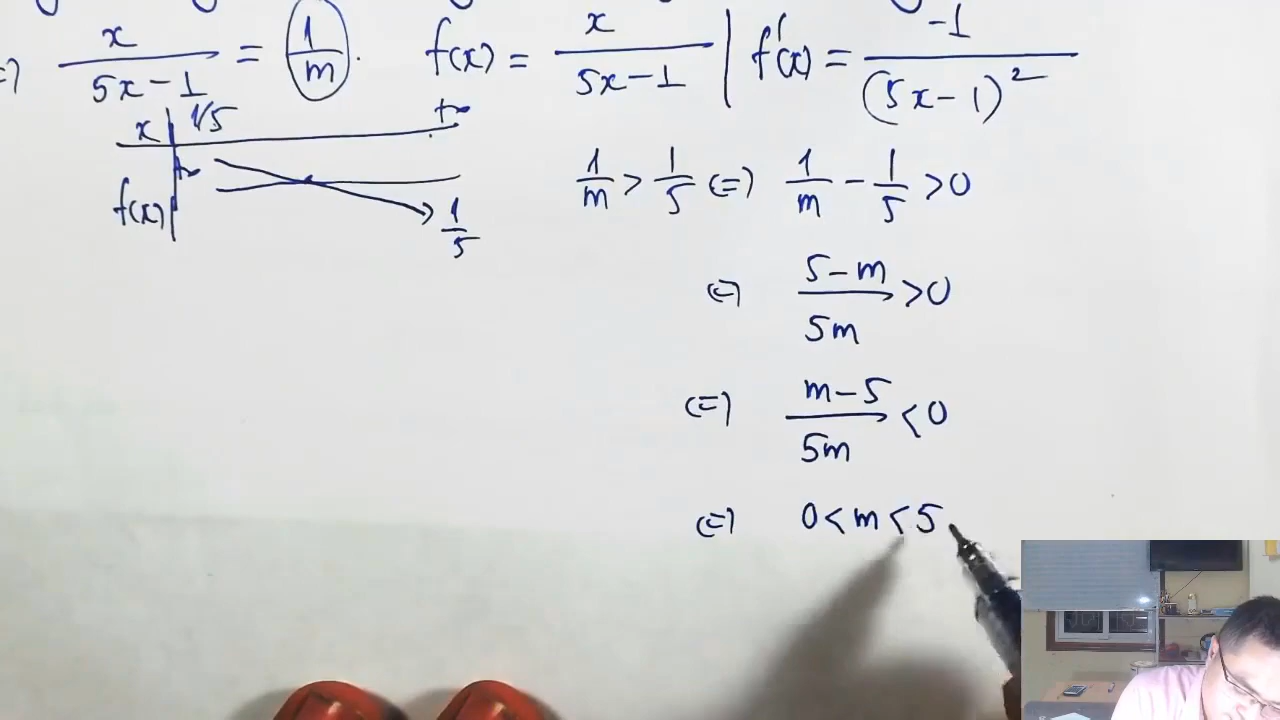 =) x/(5x-1) = 1/m. f(x) = x/(5x-1) | f'(x) = -1/(5x-1)²
x | 1/5 +∞
f(x) | +∞ 1/5
1/m > 1/5 (=) 1/m - 1/5 > 0
(=) (5-m)/5m > 0
(=) (m-5)/5m < 0
(=) 0 < m < 5